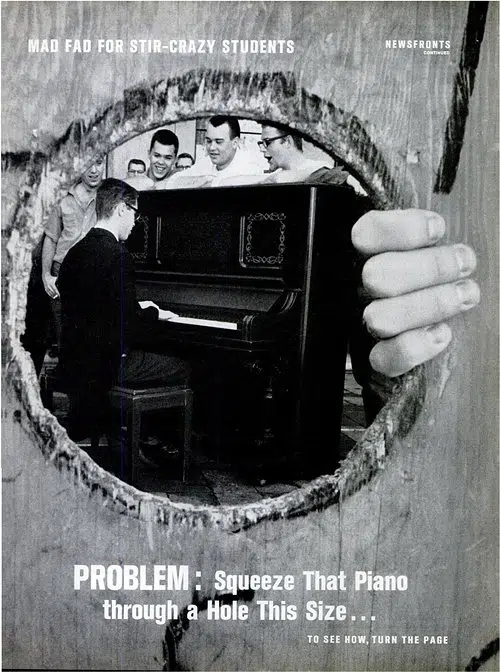 MAD FAD FOR STIR-CRAZY STUDENTS
NEWSFRONTS
CONTINUED
PROBLEM: Squeeze That Piano
through a Hole This Size...
TO SEE HOW, TURN THE PAGE